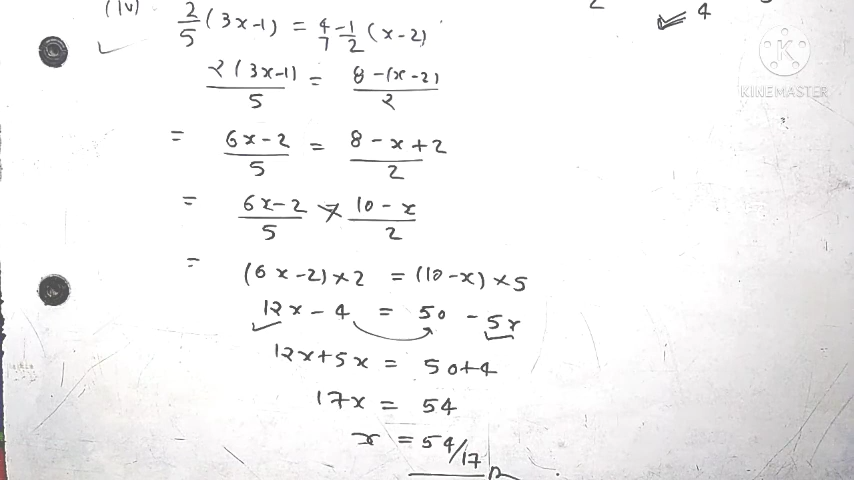 2 ✓ 4
(iv) 2/5 (3x-1) = 4/7 - 1/2 (x-2)
KINEMASTER
2(3x-1)/5 = 8-(x-2)/2
= 6x-2/5 = 8-x+2/2
= 6x-2/5 = 10-x/2
= (6x-2)×2 = (10-x)×5
12x-4 = 50 - 5x
12x+5x = 50+4
17x = 54
x = 54/17